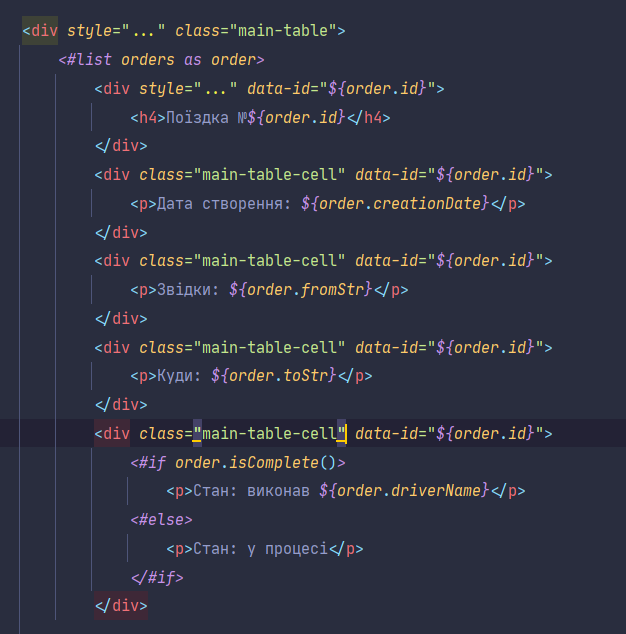 <div style="..." class="main-table">
<#list orders as order>
<div style="..." data-id="${order.id}">
<h4>Поїздка №${order.id}</h4>
</div>
<div class="main-table-cell" data-id="${order.id}">
<p>Дата створення: ${order.creationDate}</p>
</div>
<div class="main-table-cell" data-id="${order.id}">
<p>Звідки: ${order.fromStr}</p>
</div>
<div class="main-table-cell" data-id="${order.id}">
<p>Куди: ${order.toStr}</p>
</div>
<div class="main-table-cell" data-id="${order.id}">
<#if order.isComplete()>
<p>Стан: виконав ${order.driverName}</p>
<#else>
<p>Стан: у процесі</p>
</#if>
</div>